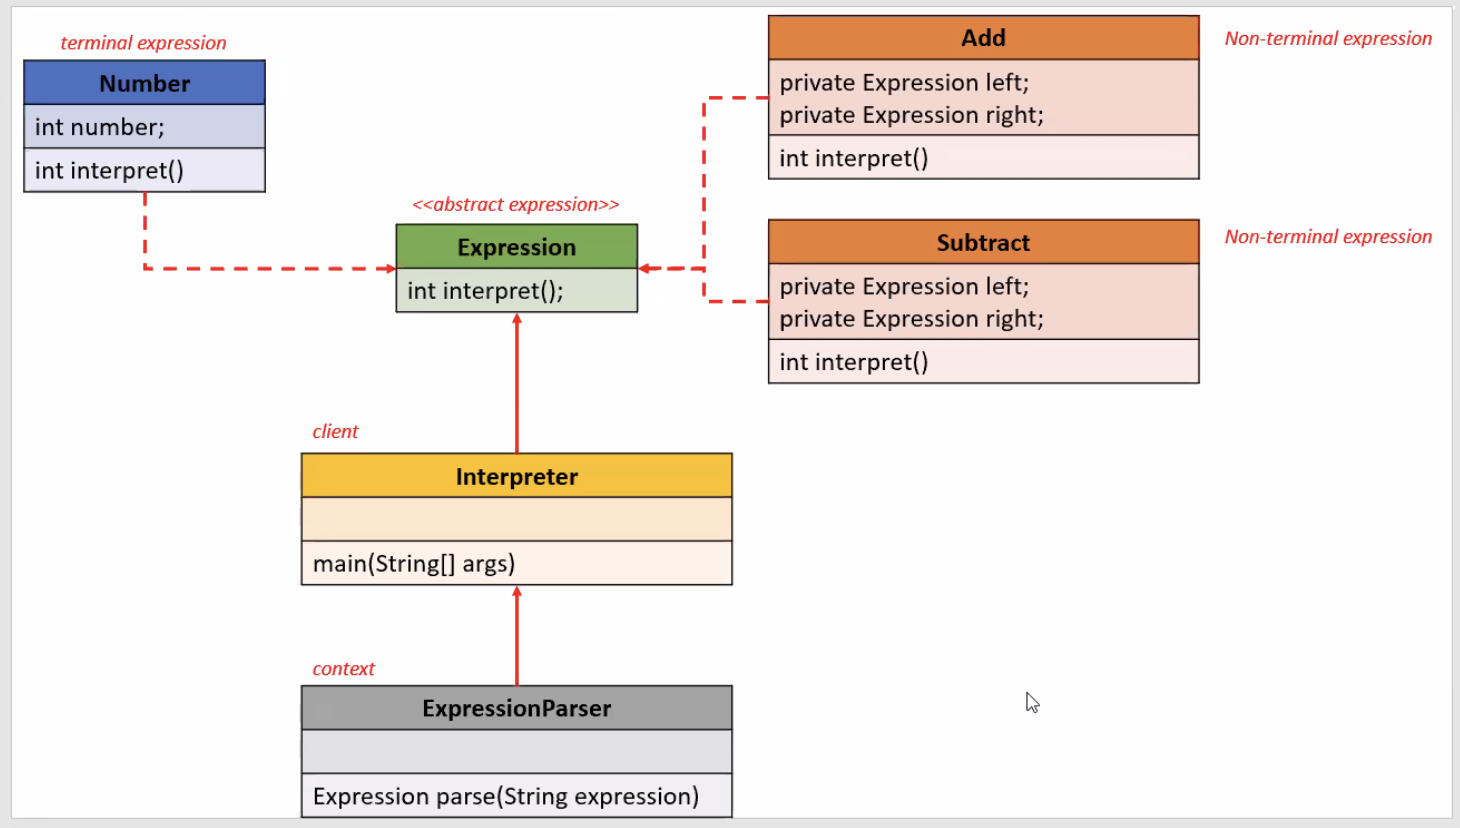 terminal expression
Number
int number;
int interpret()
<<abstract expression>>
Expression
int interpret();
Add
private Expression left;
private Expression right;
int interpret()
Non-terminal expression
Subtract
private Expression left;
private Expression right;
int interpret()
Non-terminal expression
client
Interpreter
main(String[] args)
context
ExpressionParser
Expression parse(String expression)